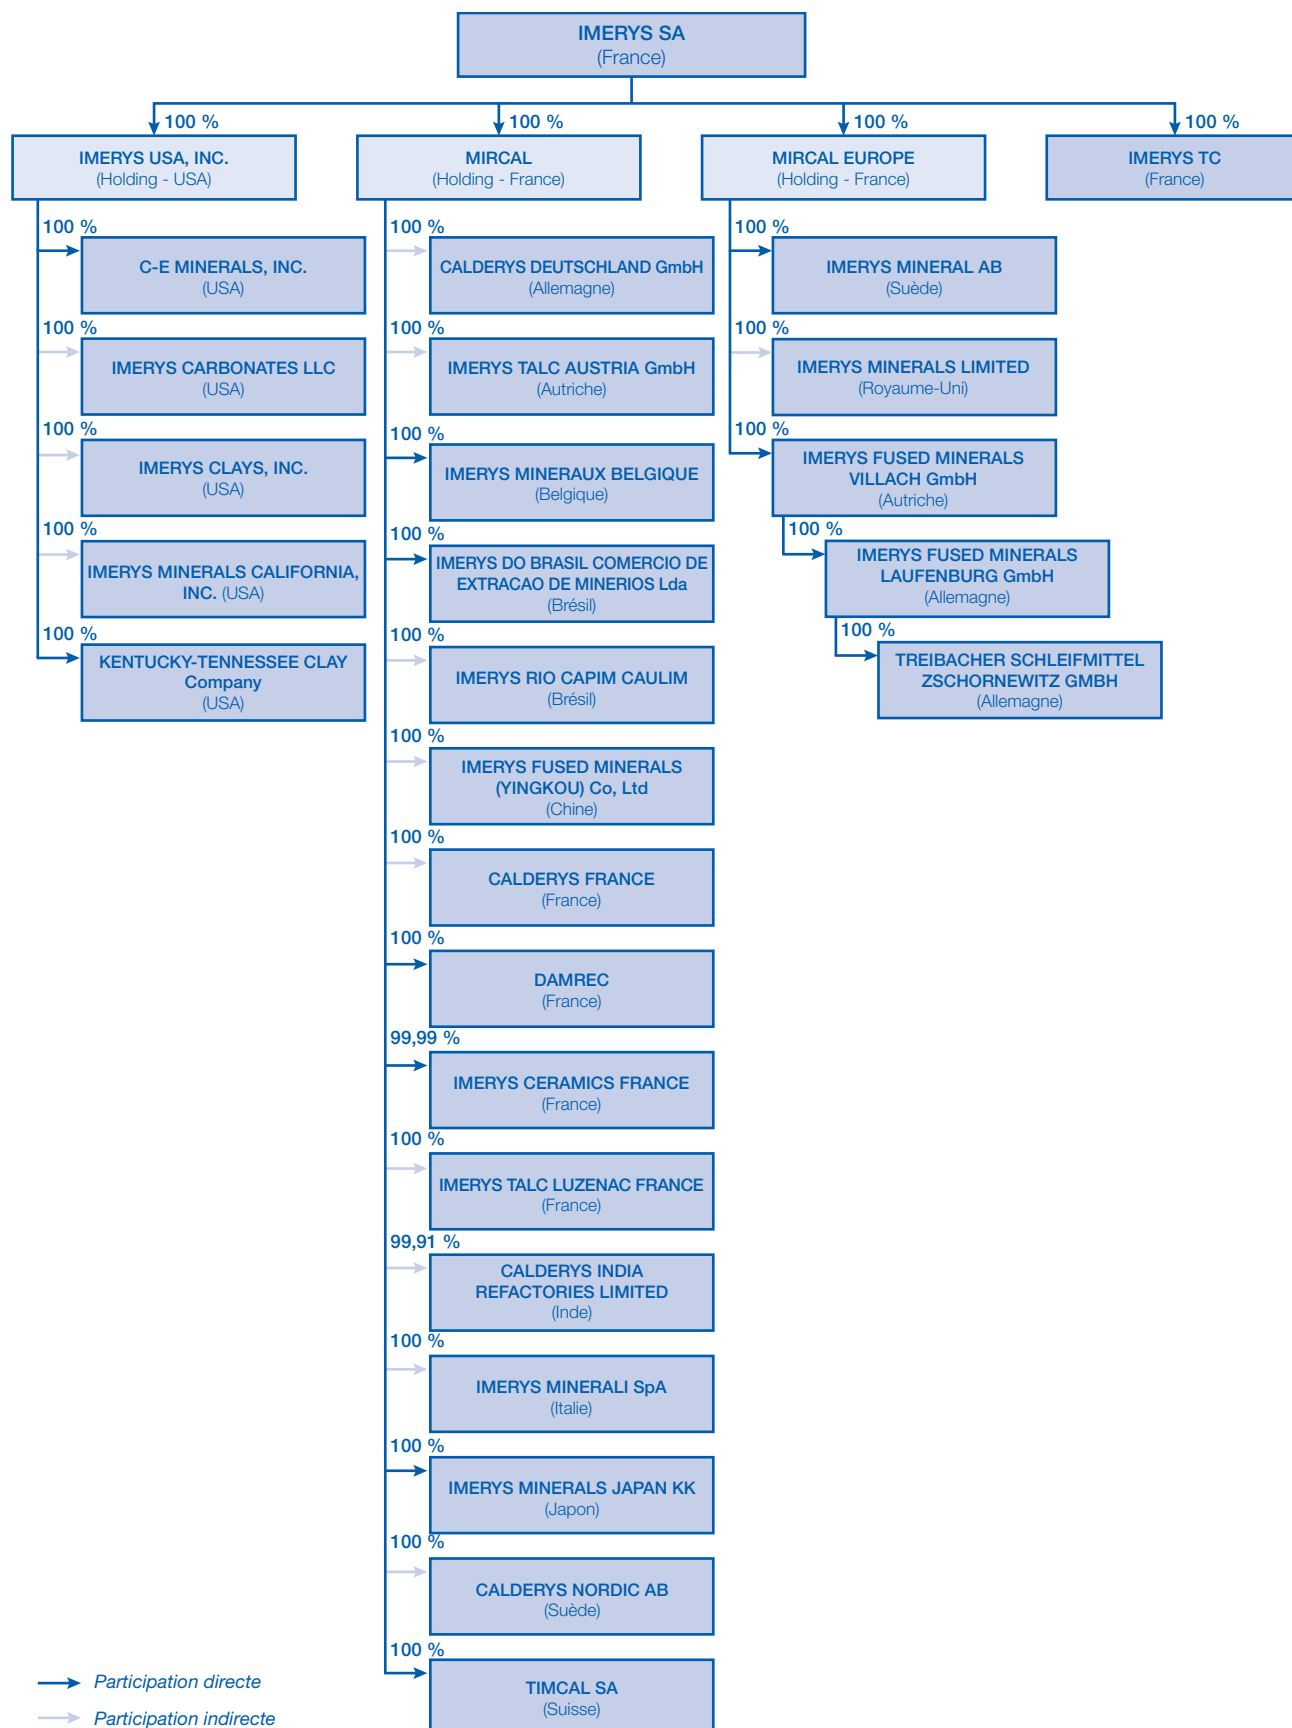 IMERYS SA
(France)
100 %
IMERYS USA, INC.
(Holding - USA)
100 %
MIRCAL
(Holding - France)
100 %
MIRCAL EUROPE
(Holding - France)
100 %
IMERYS TC
(France)
100 %
C-E MINERALS, INC.
(USA)
100 %
IMERYS CARBONATES LLC
(USA)
100 %
IMERYS CLAYS, INC.
(USA)
100 %
IMERYS MINERALS CALIFORNIA,
INC. (USA)
100 %
KENTUCKY-TENNESSEE CLAY
Company
(USA)
100 %
CALDERYS DEUTSCHLAND GmbH
(Allemagne)
100 %
IMERYS TALC AUSTRIA GmbH
(Autriche)
100 %
IMERYS MINERAUX BELGIQUE
(Belgique)
100 %
IMERYS DO BRASIL COMERCIO DE
EXTRACAO DE MINERIOS Lda
(Brésil)
100 %
IMERYS RIO CAPIM CAULIM
(Brésil)
100 %
IMERYS FUSED MINERALS
(YINGKOU) Co, Ltd
(Chine)
100 %
CALDERYS FRANCE
(France)
100 %
DAMREC
(France)
99,99 %
IMERYS CERAMICS FRANCE
(France)
100 %
IMERYS TALC LUZENAC FRANCE
(France)
99,91 %
CALDERYS INDIA
REFACTORIES LIMITED
(Inde)
100 %
IMERYS MINERALI SpA
(Italie)
100 %
IMERYS MINERALS JAPAN KK
(Japon)
100 %
CALDERYS NORDIC AB
(Suède)
100 %
TIMCAL SA
(Suisse)
100 %
IMERYS MINERAL AB
(Suède)
100 %
IMERYS MINERALS LIMITED
(Royaume-Uni)
100 %
IMERYS FUSED MINERALS
VILLACH GmbH
(Autriche)
100 %
IMERYS FUSED MINERALS
LAUFENBURG GmbH
(Allemagne)
100 %
TREIBACHER SCHLEIFMITTEL
ZSCHORNEWITZ GMBH
(Allemagne)
Participation directe
Participation indirecte